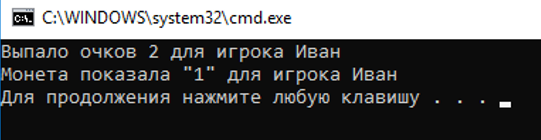 C:\WINDOWS\system32\cmd.exe
Выпало очков 2 для игрока Иван
Монета показала "1" для игрока Иван
Для продолжения нажмите любую клавишу . . .